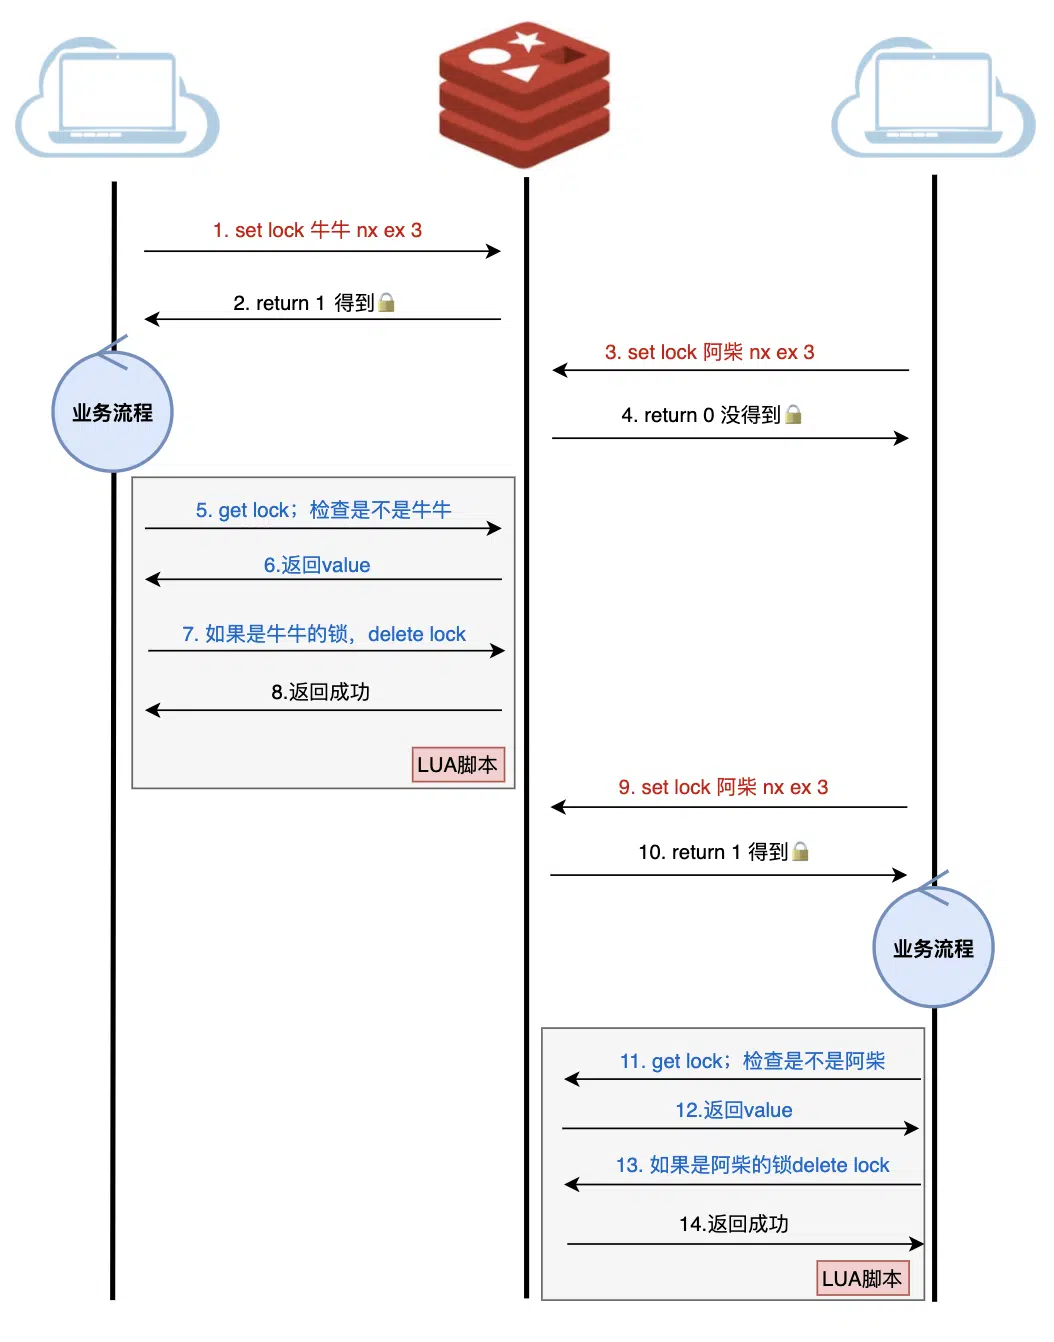 1. set lock 牛牛 nx ex 3
2. return 1 得到🔒
3. set lock 阿柴 nx ex 3
业务流程
4. return 0 没得到🔒
5. get lock；检查是不是牛牛
6.返回value
7. 如果是牛牛的锁，delete lock
8.返回成功
LUA脚本
9. set lock 阿柴 nx ex 3
10. return 1 得到🔒
业务流程
11. get lock；检查是不是阿柴
12.返回value
13. 如果是阿柴的锁delete lock
14.返回成功
LUA脚本